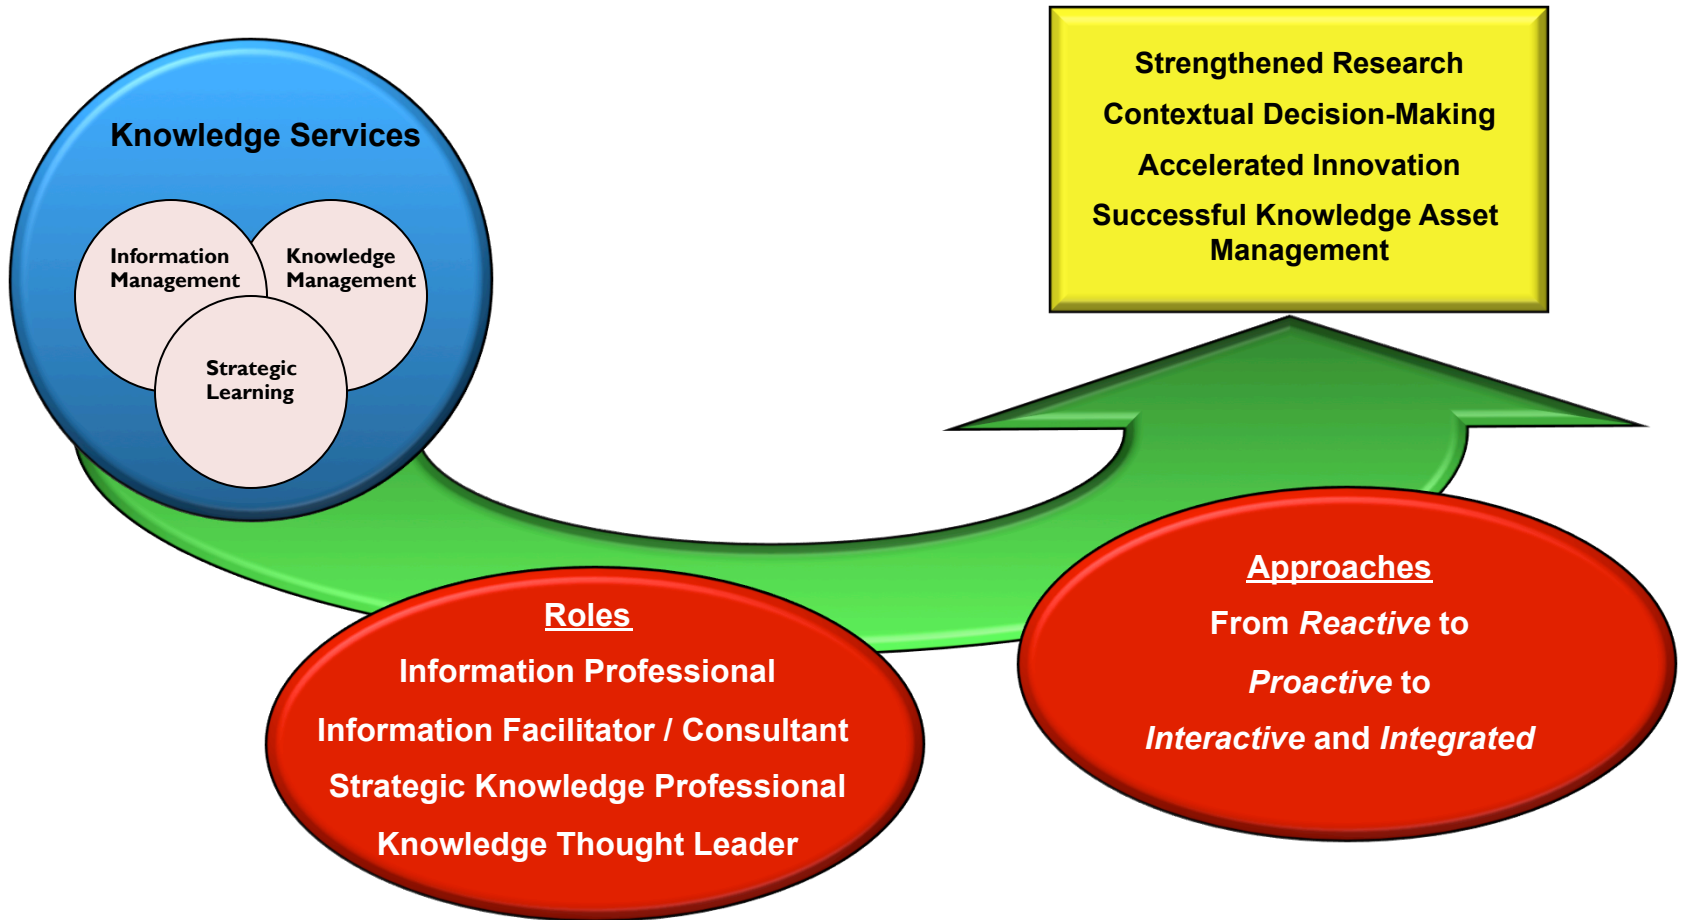 Knowledge Services
Information
Management
Knowledge
Management
Strategic
Learning
Strengthened Research
Contextual Decision-Making
Accelerated Innovation
Successful Knowledge Asset
Management
Roles
Information Professional
Information Facilitator / Consultant
Strategic Knowledge Professional
Knowledge Thought Leader
Approaches
From Reactive to
Proactive to
Interactive and Integrated